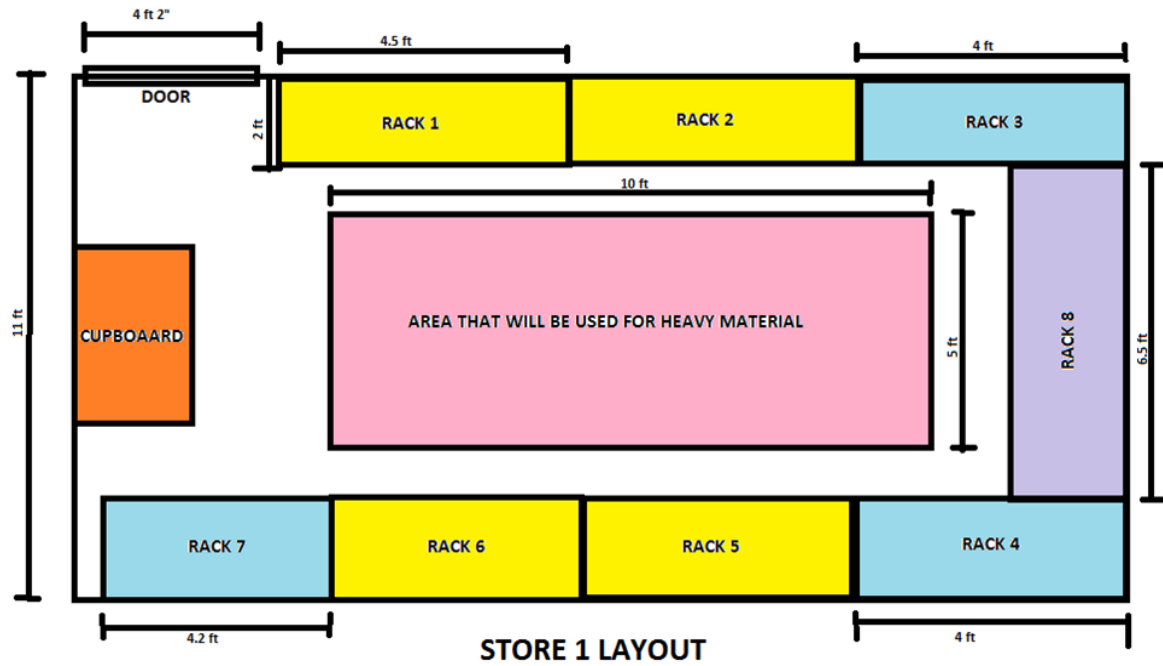 4 ft 2"
4.5 ft
4 ft
DOOR
2 ft
RACK 1
RACK 2
RACK 3
10 ft
11 ft
CUPBOAARD
AREA THAT WILL BE USED FOR HEAVY MATERIAL
5 ft
RACK 8
6.5 ft
RACK 7
RACK 6
RACK 5
RACK 4
4.2 ft
4 ft
STORE 1 LAYOUT